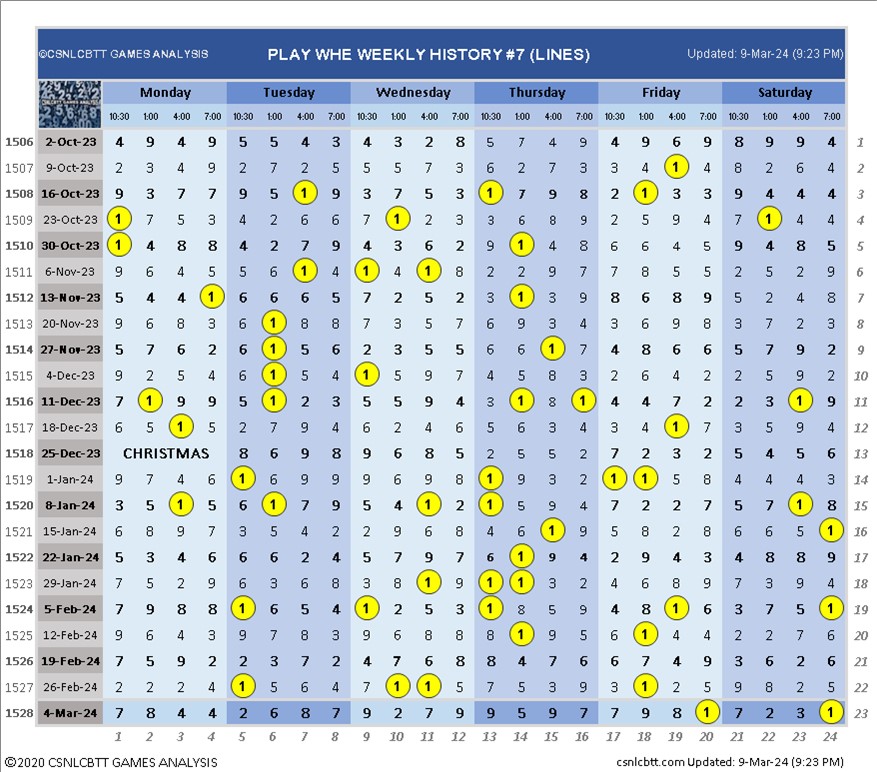 ©CSNLCBTT GAMES ANALYSIS PLAY WHE WEEKLY HISTORY #7 (LINES) Updated: 9-Mar-24 (9:23 PM)
Monday Tuesday Wednesday Thursday Friday Saturday
10:30 1:00 4:00 7:00 10:30 1:00 4:00 7:00 10:30 1:00 4:00 7:00 10:30 1:00 4:00 7:00 10:30 1:00 4:00 7:00 10:30 1:00 4:00 7:00
1506 2-Oct-23 4 9 4 9 5 5 4 3 4 3 2 8 5 7 4 9 4 9 6 9 8 9 9 4 1
1507 9-Oct-23 2 3 4 9 2 7 2 5 5 5 7 3 6 2 7 3 3 4 1 4 8 2 6 4 2
1508 16-Oct-23 9 3 7 7 9 5 1 9 3 7 5 3 1 7 9 8 2 1 3 3 9 4 4 4 3
1509 23-Oct-23 1 7 5 3 4 2 6 6 7 1 2 3 3 6 8 9 2 5 9 4 7 1 4 4 4
1510 30-Oct-23 1 4 8 8 4 2 7 9 4 3 6 2 9 1 4 8 6 6 4 5 9 4 8 5 5
1511 6-Nov-23 9 6 4 5 5 6 1 4 1 4 1 8 2 2 9 7 7 8 5 5 2 5 2 9 6
1512 13-Nov-23 5 4 4 1 6 6 6 5 7 2 5 2 3 1 3 9 8 6 8 9 5 2 4 8 7
1513 20-Nov-23 9 6 8 3 6 1 8 8 7 3 5 7 6 9 3 4 3 6 9 8 3 7 2 3 8
1514 27-Nov-23 5 7 6 2 6 1 5 6 2 3 5 5 6 6 1 7 4 8 6 6 5 7 9 2 9
1515 4-Dec-23 9 2 5 4 6 1 5 4 1 5 9 7 4 5 8 3 2 6 4 2 2 5 9 2 10
1516 11-Dec-23 7 1 9 9 5 1 2 3 5 5 9 4 3 1 8 1 4 4 7 2 2 3 1 9 11
1517 18-Dec-23 6 5 1 5 2 7 9 4 6 2 4 6 5 6 3 4 3 4 1 7 3 5 9 4 12
1518 25-Dec-23 CHRISTMAS 8 6 9 8 9 6 8 5 2 5 5 2 7 2 3 2 5 4 5 6 13
1519 1-Jan-24 9 7 4 6 1 6 9 9 9 6 8 9 1 9 3 2 1 1 5 8 4 4 4 3 14
1520 8-Jan-24 3 5 1 5 6 1 7 9 5 4 1 2 1 5 9 4 7 2 2 7 5 7 1 8 15
1521 15-Jan-24 6 8 9 7 3 5 4 2 2 9 6 8 6 4 1 9 5 8 2 8 6 6 5 1 16
1522 22-Jan-24 5 3 4 6 6 6 2 4 5 7 9 7 6 1 9 4 2 9 4 3 4 8 8 9 17
1523 29-Jan-24 7 5 2 9 6 3 6 8 3 8 1 9 1 1 3 2 4 6 8 9 7 3 9 4 18
1524 5-Feb-24 7 9 8 8 1 6 5 4 1 2 5 3 1 8 5 9 4 8 1 6 3 7 5 1 19
1525 12-Feb-24 9 6 4 3 9 7 8 3 9 6 8 8 8 1 9 5 6 1 4 4 2 2 7 6 20
1526 19-Feb-24 7 5 9 2 2 3 7 2 4 7 6 8 8 4 7 6 6 7 4 9 3 6 2 6 21
1527 26-Feb-24 2 2 2 4 1 5 6 4 7 1 1 5 7 5 3 9 3 1 2 5 9 8 2 5 22
1528 4-Mar-24 7 8 4 4 2 6 8 7 9 2 7 9 9 5 9 7 7 9 8 1 7 2 3 1 23
1 2 3 4 5 6 7 8 9 10 11 12 13 14 15 16 17 18 19 20 21 22 23 24
©2020 CSNLCBTT GAMES ANALYSIS csnlcbtt.com Updated: 9-Mar-24 (9:23 PM)